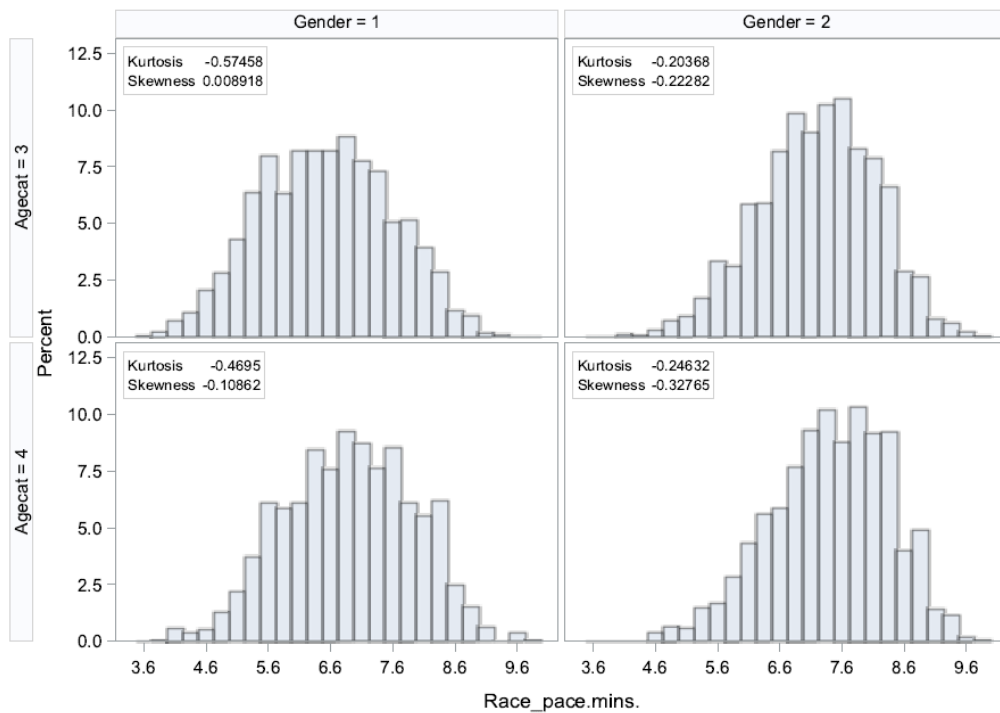 Gender = 1
Gender = 2
Agecat = 3
Percent
12.5
10.0
7.5
5.0
2.5
0.0
Kurtosis -0.57458
Skewness 0.008918
Kurtosis -0.20368
Skewness -0.22282
Agecat = 4
12.5
10.0
7.5
5.0
2.5
0.0
Kurtosis -0.4695
Skewness -0.10862
Kurtosis -0.24632
Skewness -0.32765
3.6 4.6 5.6 6.6 7.6 8.6 9.6
3.6 4.6 5.6 6.6 7.6 8.6 9.6
Race_pace.mins.